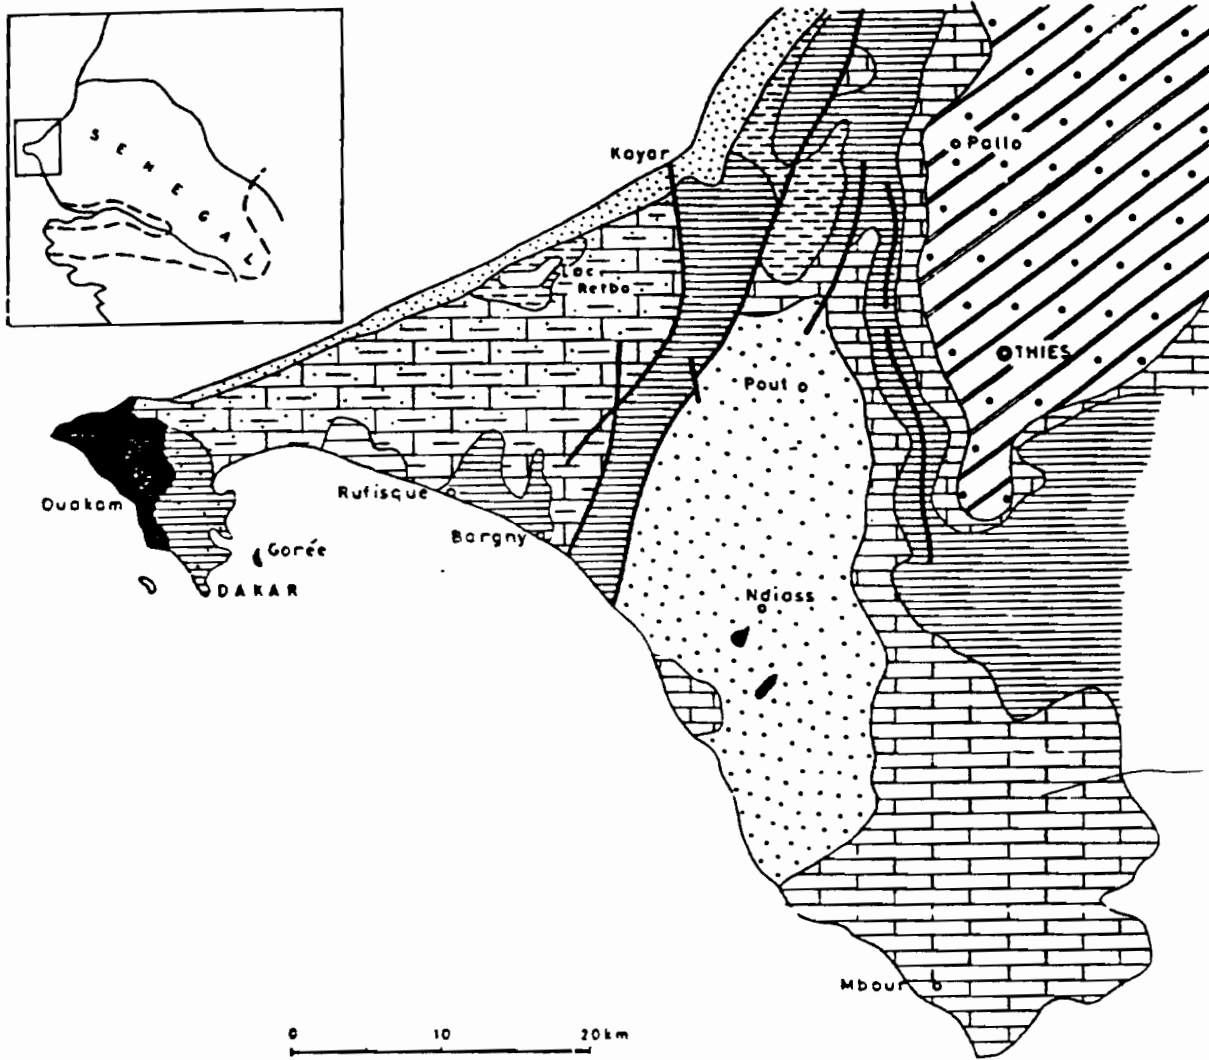 SENEGAL
Kayar
Pallo
Lac
Retba
THIES
Pout
Ouakam
Rufisque
Bargny
Gorée
DAKAR
Ndiass
Mbour
0 10 20km